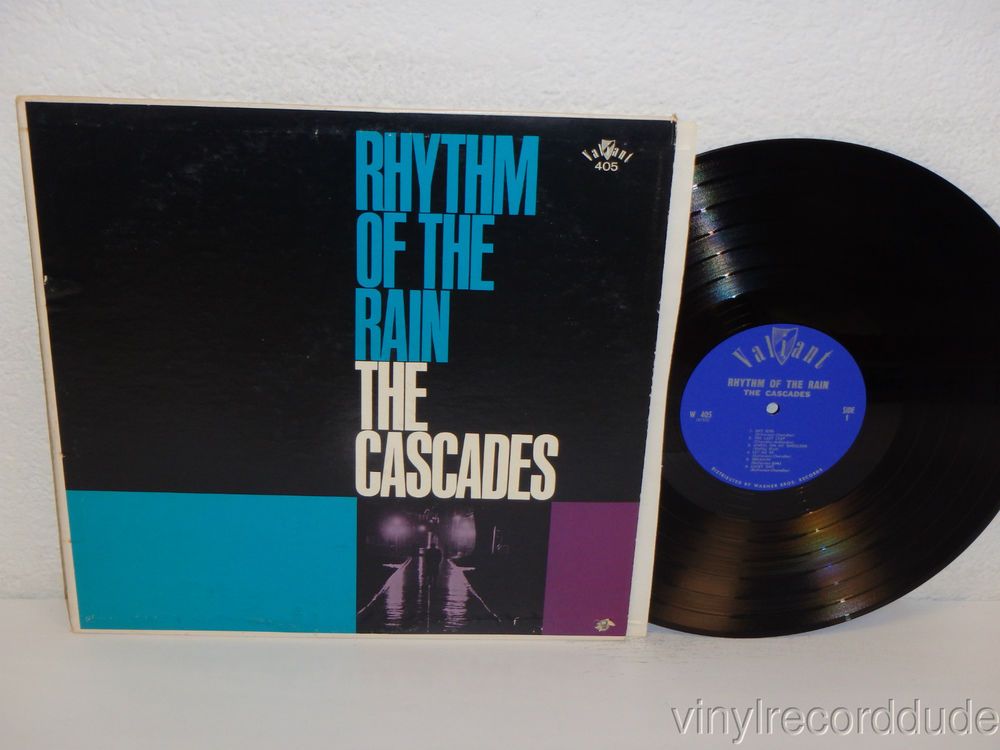 RHYTHM
OF THE
RAIN
THE
CASCADES
Valiant
405
Valiant
RHYTHM OF THE RAIN
THE CASCADES
W 405
SIDE
1
DISTRIBUTED BY WARNER BROS. RECORDS
vinylrecorddude